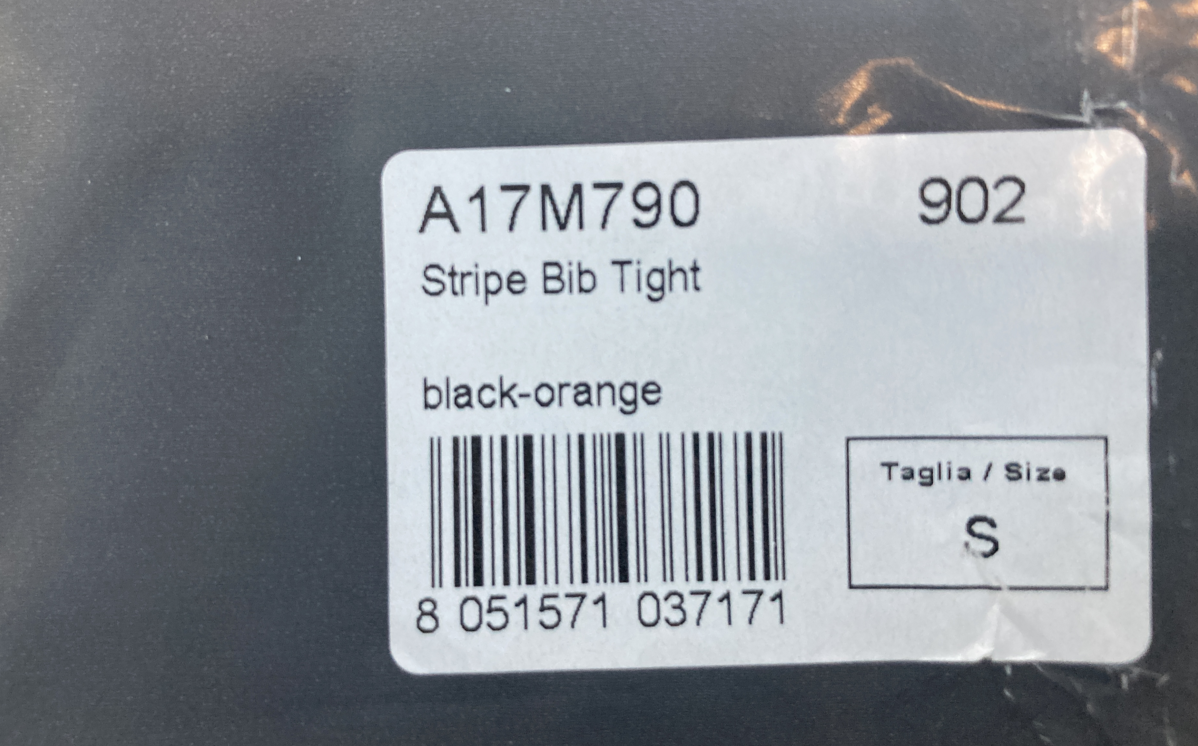 A17M790 902
Stripe Bib Tight
black-orange
Taglia / Size
S
8 051571 037171